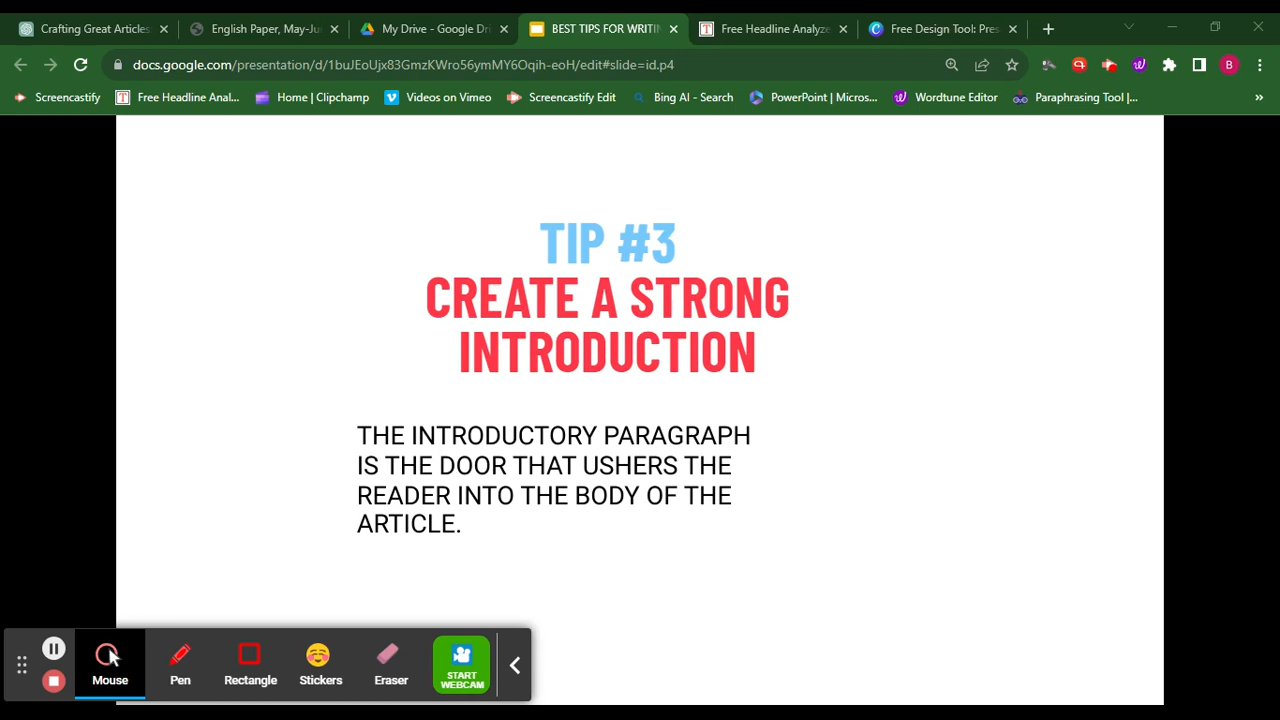 Crafting Great Articles
English Paper, May-Ju
My Drive - Google Dri
BEST TIPS FOR WRITIN
Free Headline Analyze
Free Design Tool: Pres
docs.google.com/presentation/d/1buJEoUjx83GmzKWro56ymMY6Oqih-eoH/edit#slide=id.p4
B
Screencastify
Free Headline Anal...
Home | Clipchamp
Videos on Vimeo
Screencastify Edit
Bing AI - Search
PowerPoint | Micros...
Wordtune Editor
Paraphrasing Tool |...
TIP #3
CREATE A STRONG
INTRODUCTION
THE INTRODUCTORY PARAGRAPH
IS THE DOOR THAT USHERS THE
READER INTO THE BODY OF THE
ARTICLE.
Mouse
Pen
Rectangle
Stickers
Eraser
START
WEBCAM